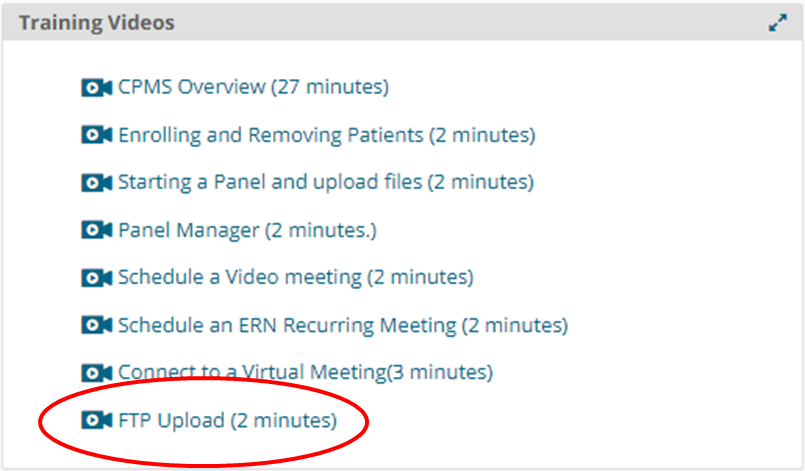 Training Videos
CPMS Overview (27 minutes)
Enrolling and Removing Patients (2 minutes)
Starting a Panel and upload files (2 minutes)
Panel Manager (2 minutes.)
Schedule a Video meeting (2 minutes)
Schedule an ERN Recurring Meeting (2 minutes)
Connect to a Virtual Meeting(3 minutes)
FTP Upload (2 minutes)